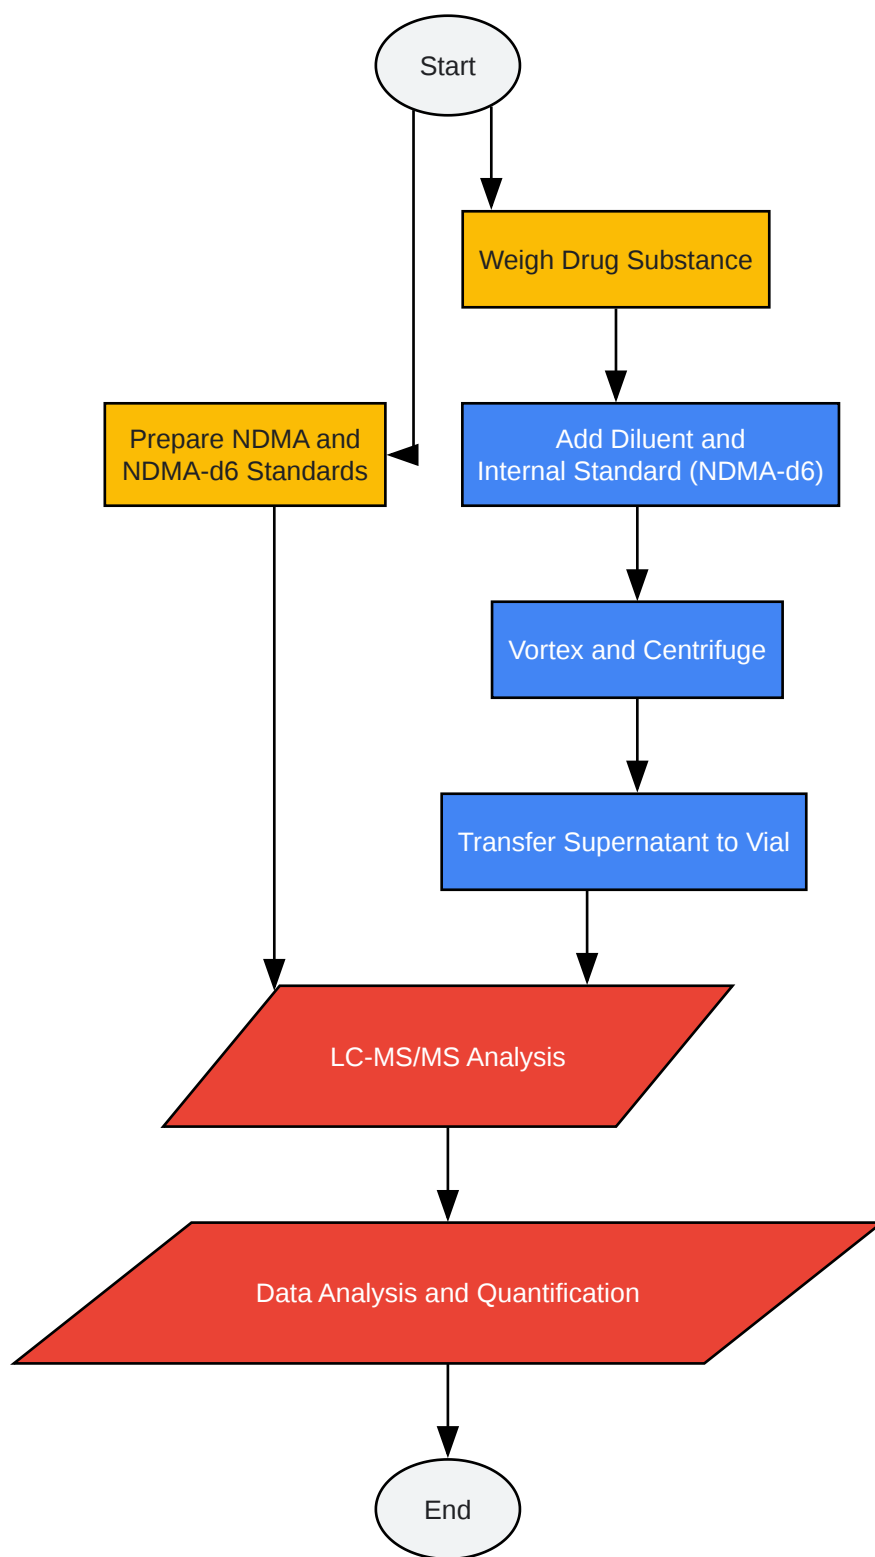 Start
Weigh Drug Substance
Prepare NDMA and
NDMA-d6 Standards
Add Diluent and
Internal Standard (NDMA-d6)
Vortex and Centrifuge
Transfer Supernatant to Vial
LC-MS/MS Analysis
Data Analysis and Quantification
End